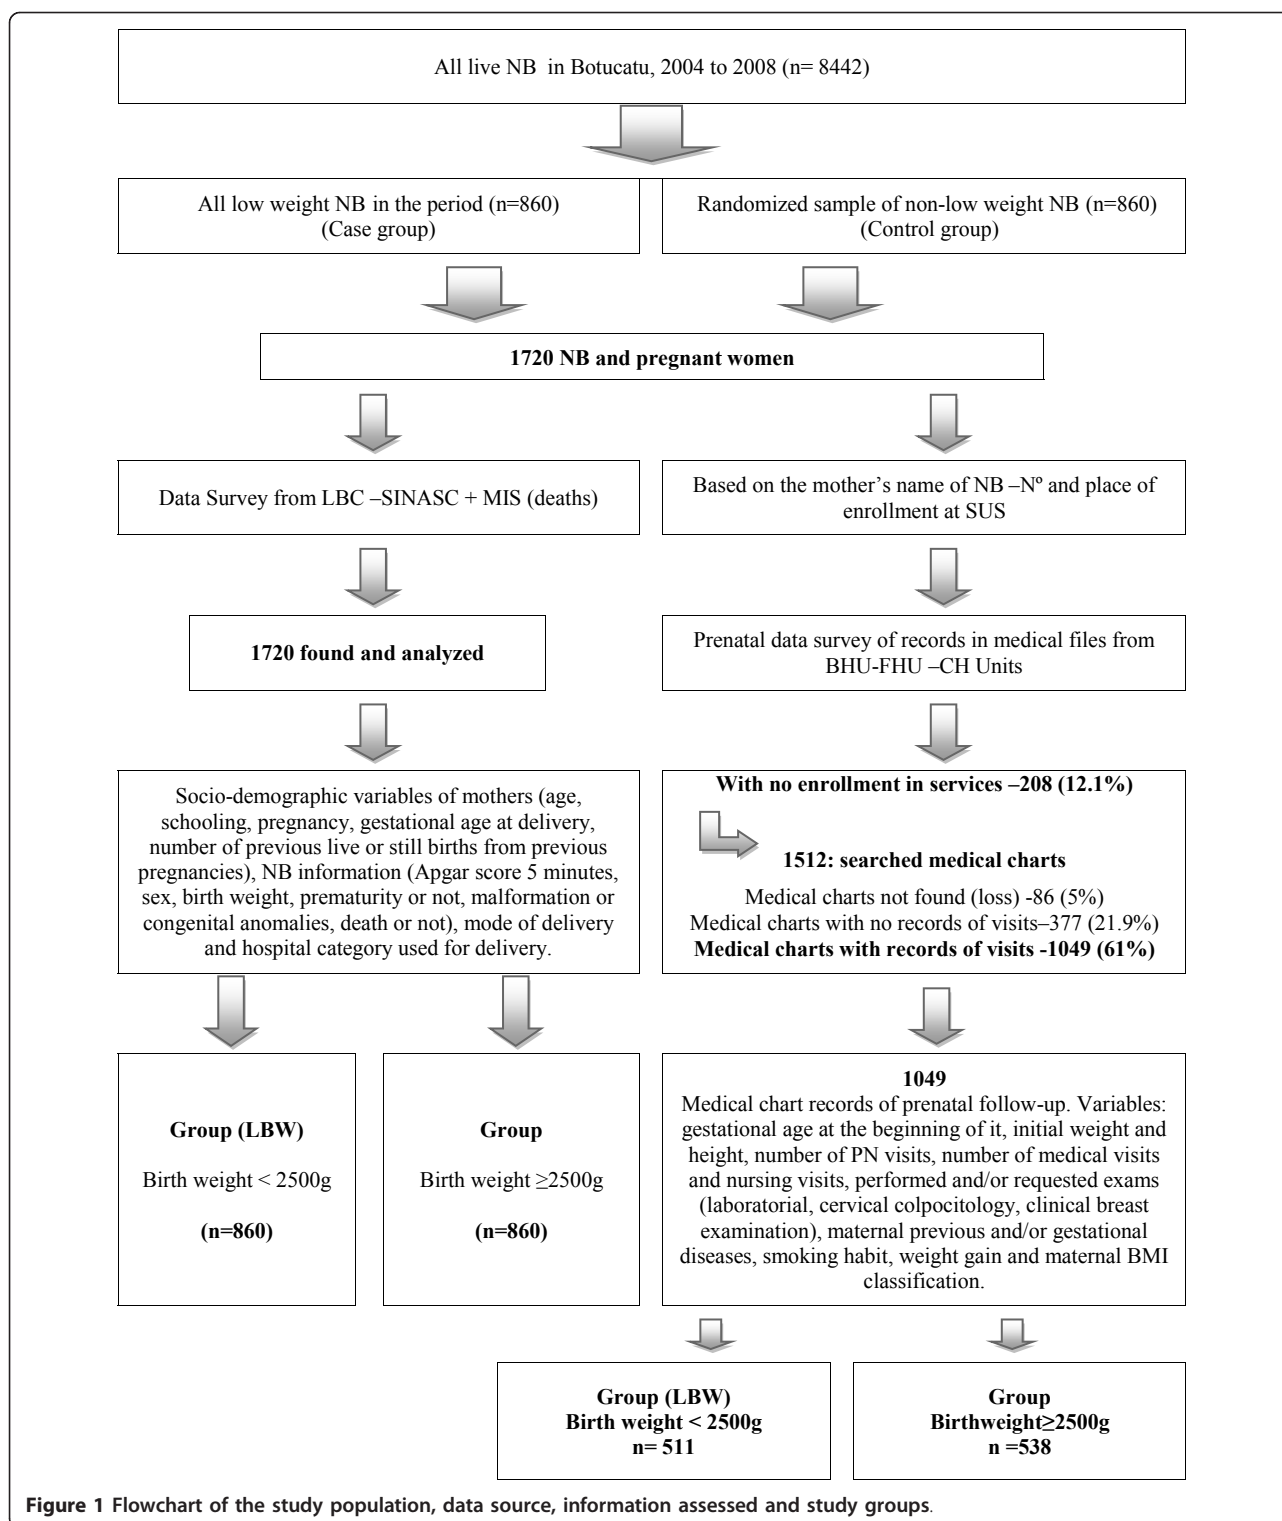 All live NB in Botucatu, 2004 to 2008 (n= 8442)
All low weight NB in the period (n=860)
(Case group)
Randomized sample of non-low weight NB (n=860)
(Control group)
1720 NB and pregnant women
Data Survey from LBC –SINASC + MIS (deaths)
Based on the mother's name of NB –Nº and place of
enrollment at SUS
1720 found and analyzed
Prenatal data survey of records in medical files from
BHU-FHU –CH Units
Socio-demographic variables of mothers (age,
schooling, pregnancy, gestational age at delivery,
number of previous live or still births from previous
pregnancies), NB information (Apgar score 5 minutes,
sex, birth weight, prematurity or not, malformation or
congenital anomalies, death or not), mode of delivery
and hospital category used for delivery.
With no enrollment in services –208 (12.1%)
1512: searched medical charts
Medical charts not found (loss) -86 (5%)
Medical charts with no records of visits–377 (21.9%)
Medical charts with records of visits -1049 (61%)
Group (LBW)
Birth weight < 2500g
(n=860)
Group
Birth weight ≥2500g
(n=860)
1049
Medical chart records of prenatal follow-up. Variables:
gestational age at the beginning of it, initial weight and
height, number of PN visits, number of medical visits
and nursing visits, performed and/or requested exams
(laboratorial, cervical colpocitology, clinical breast
examination), maternal previous and/or gestational
diseases, smoking habit, weight gain and maternal BMI
classification.
Group (LBW)
Birth weight < 2500g
n= 511
Group
Birthweight≥2500g
n =538
Figure 1 Flowchart of the study population, data source, information assessed and study groups.